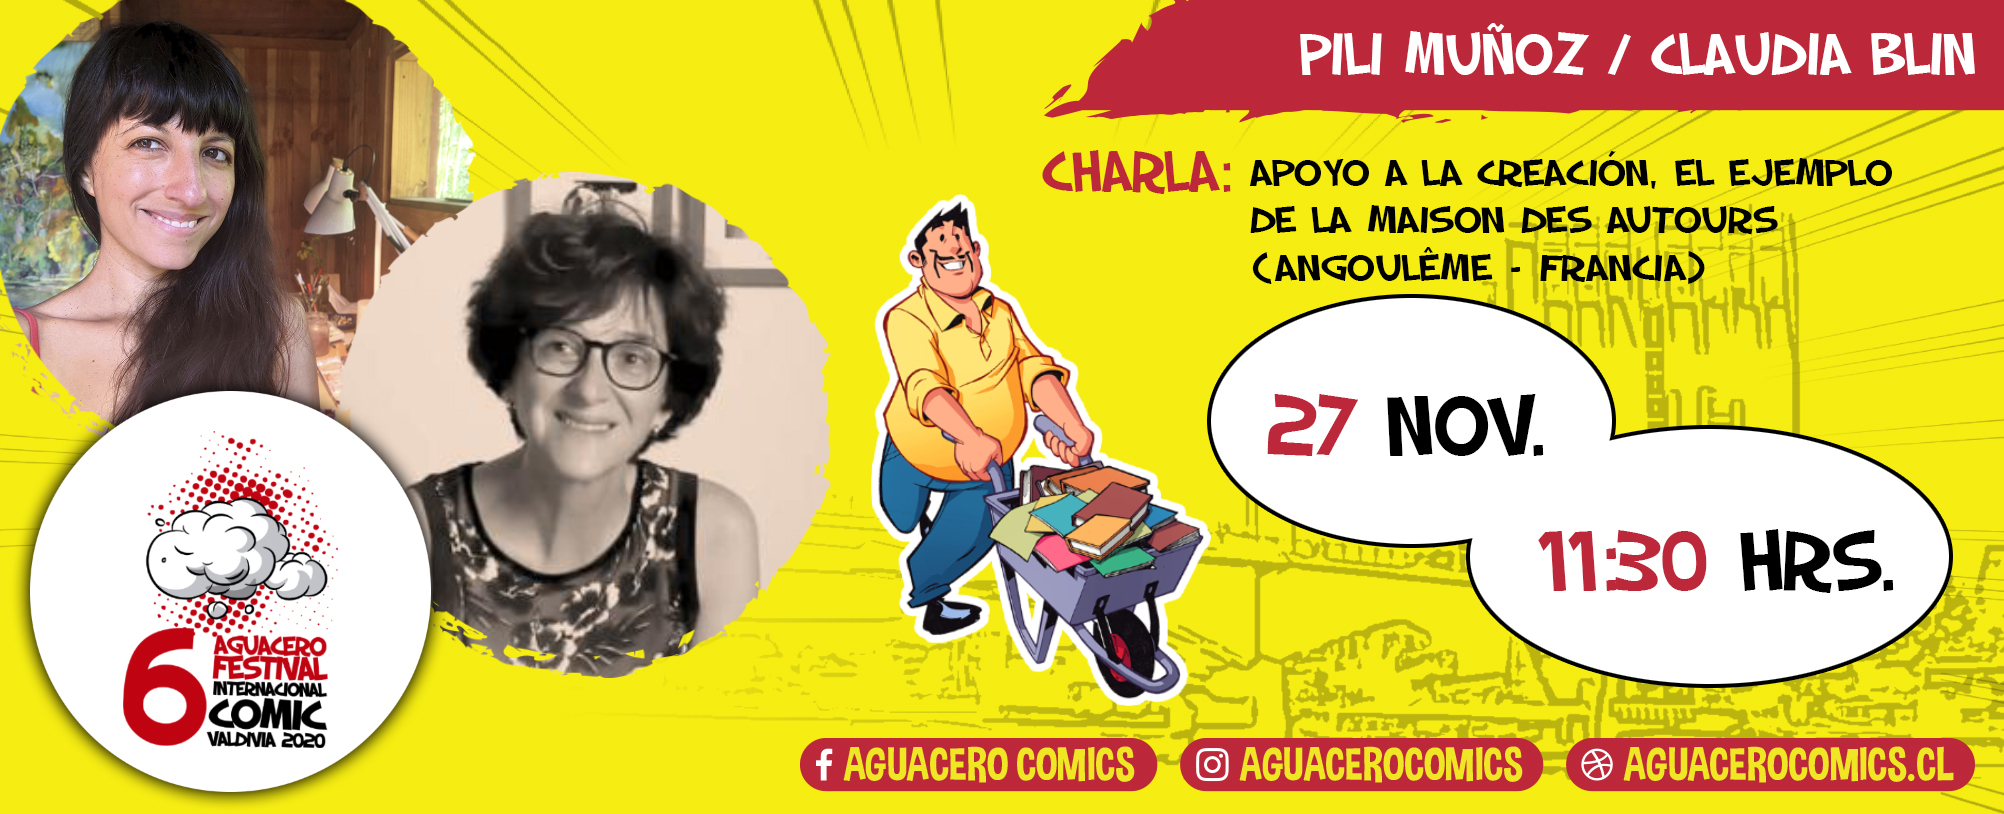 PILI MUÑOZ / CLAUDIA BLIN
CHARLA: APOYO A LA CREACIÓN, EL EJEMPLO
DE LA MAISON DES AUTOURS
(ANGOULÊME - FRANCIA)
27 NOV.
11:30 HRS.
6 AGUACERO
FESTIVAL
INTERNACIONAL
COMIC
VALDIVIA 2020
AGUACERO COMICS
AGUACEROCOMICS
AGUACEROCOMICS.CL